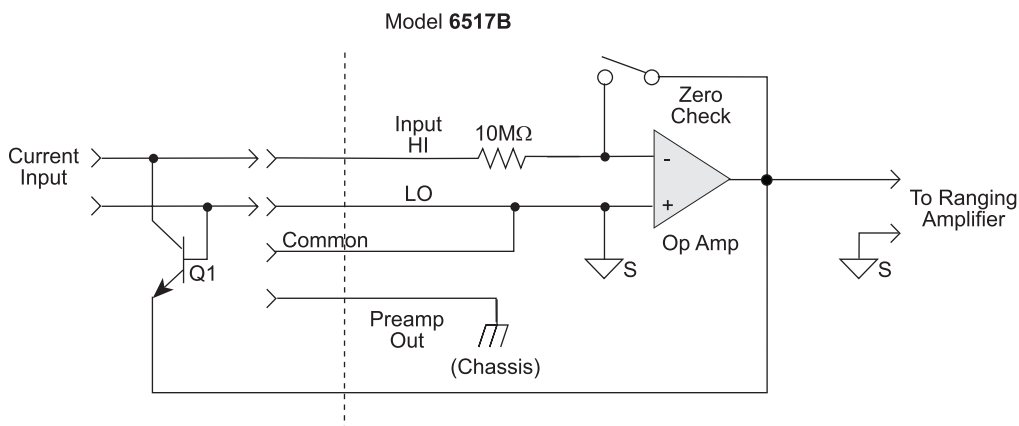 Model 6517B
Zero
Check
Input
HI
10MΩ
Current
Input
-
LO
+
To Ranging
Amplifier
Common
Op Amp
S
S
Q1
Preamp
Out
(Chassis)